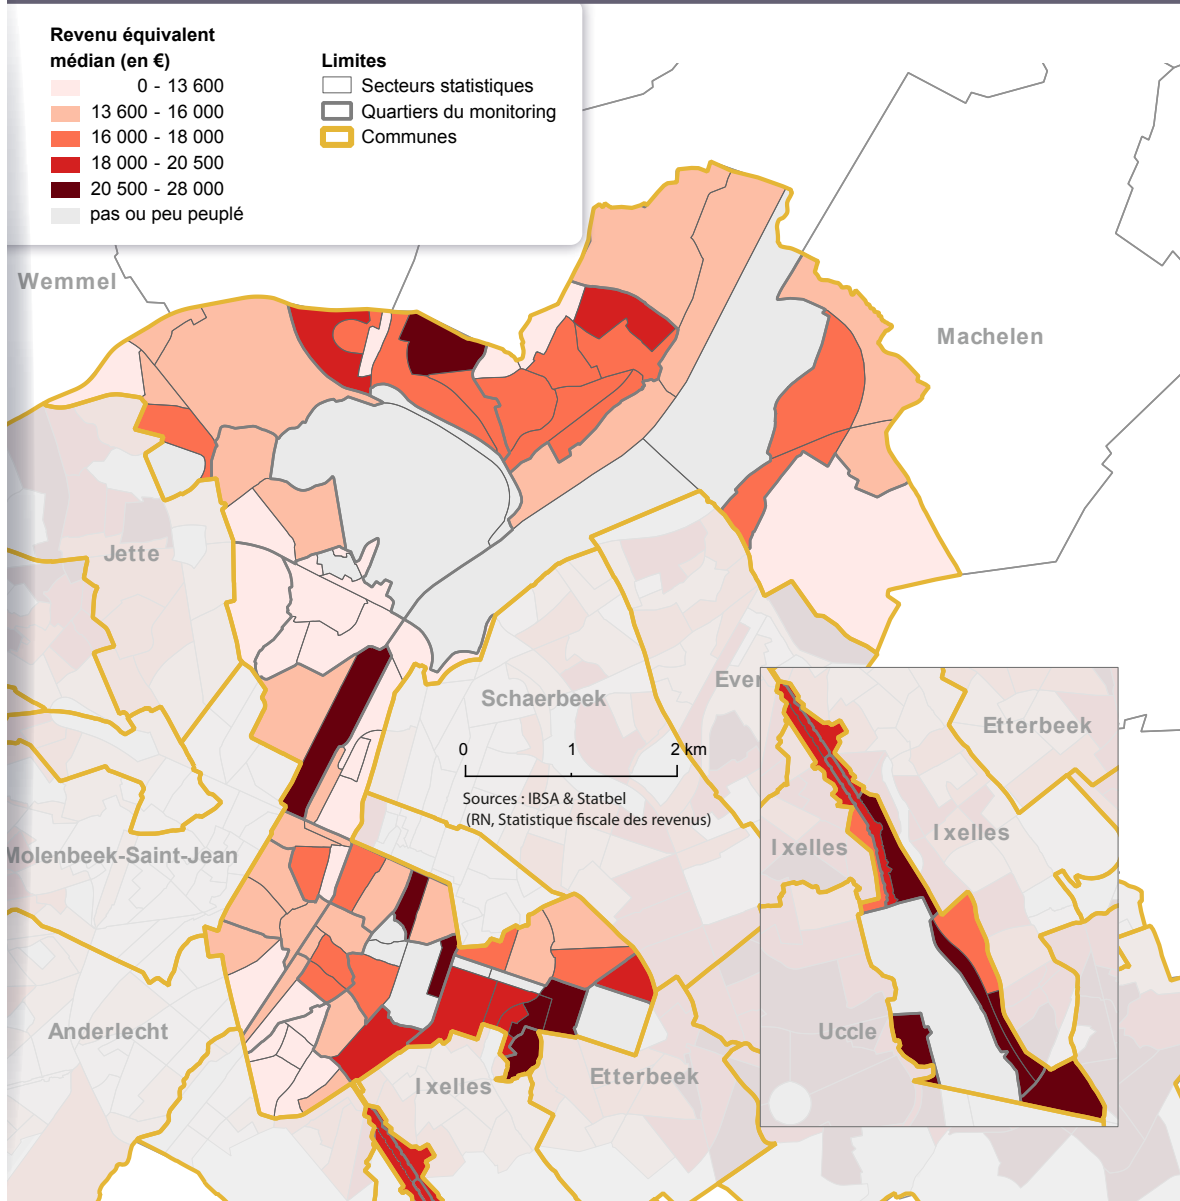 Revenu équivalent
médian (en €)
0 - 13 600
13 600 - 16 000
16 000 - 18 000
18 000 - 20 500
20 500 - 28 000
pas ou peu peuplé
Limites
Secteurs statistiques
Quartiers du monitoring
Communes
Wemmel
Machelen
Jette
Schaerbeek
Ever
Etterbeek
0 1 2 km
Sources : IBSA & Statbel
(RN, Statistique fiscale des revenus)
Ixelles
Ixelles
Molenbeek-Saint-Jean
Anderlecht
Uccle
Ixelles
Etterbeek